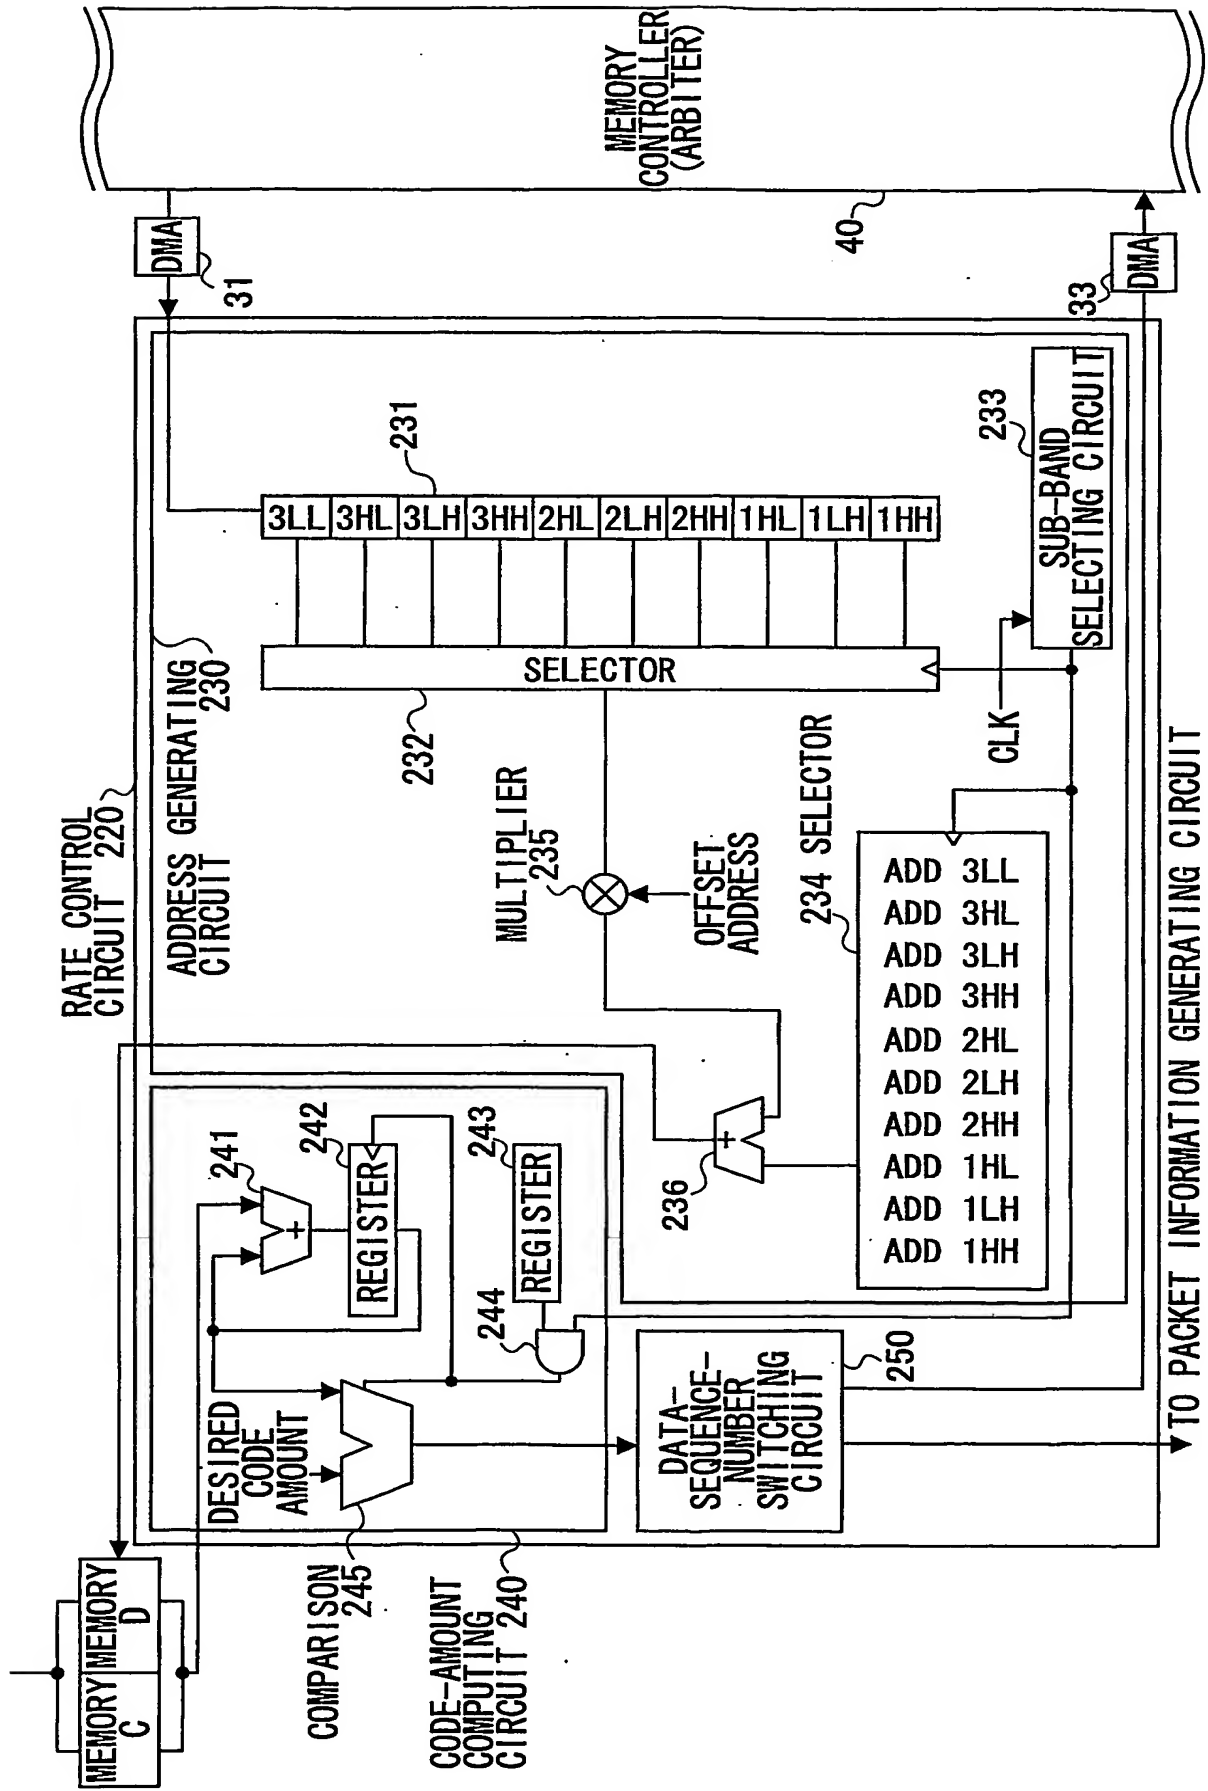 MEMORY
C
MEMORY
D
RATE CONTROL
CIRCUIT 220
ADDRESS GENERATING
CIRCUIT 230
DMA
31
MEMORY
CONTROLLER
(ARBITER)
40
241
242
REGISTER
243
REGISTER
244
DESIRED
CODE
AMOUNT
COMPARISON
245
CODE-AMOUNT
COMPUTING
CIRCUIT 240
MULTIPLIER
235
OFFSET
ADDRESS
236
232
SELECTOR
231
3LL
3HL
3LH
3HH
2HL
2LH
2HH
1HL
1LH
1HH
234 SELECTOR
ADD 3LL
ADD 3HL
ADD 3LH
ADD 3HH
ADD 2HL
ADD 2LH
ADD 2HH
ADD 1HL
ADD 1LH
ADD 1HH
CLK
233
SUB-BAND
SELECTING CIRCUIT
DATA-
SEQUENCE-
NUMBER
SWITCHING
CIRCUIT
250
33
DMA
TO PACKET INFORMATION GENERATING CIRCUIT